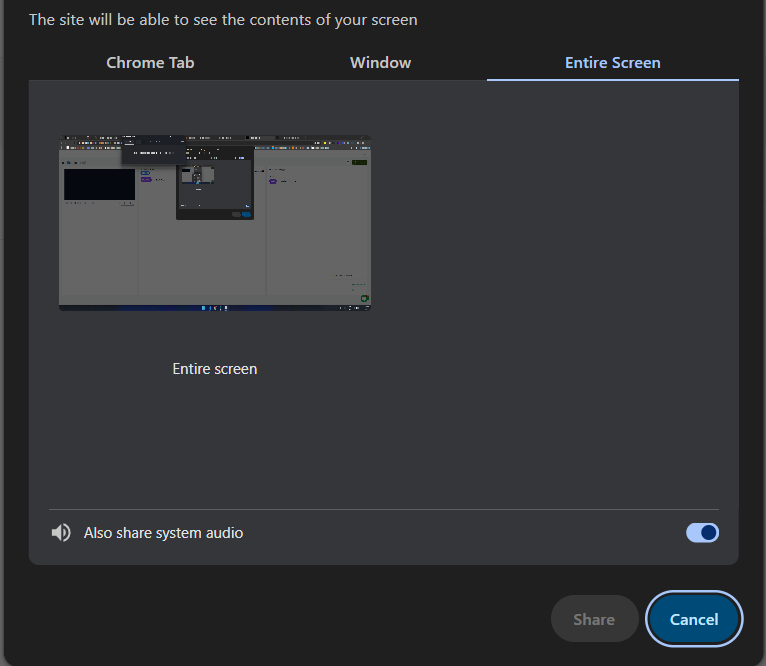 The site will be able to see the contents of your screen
Chrome Tab
Window
Entire Screen
Entire screen
Also share system audio
Share
Cancel